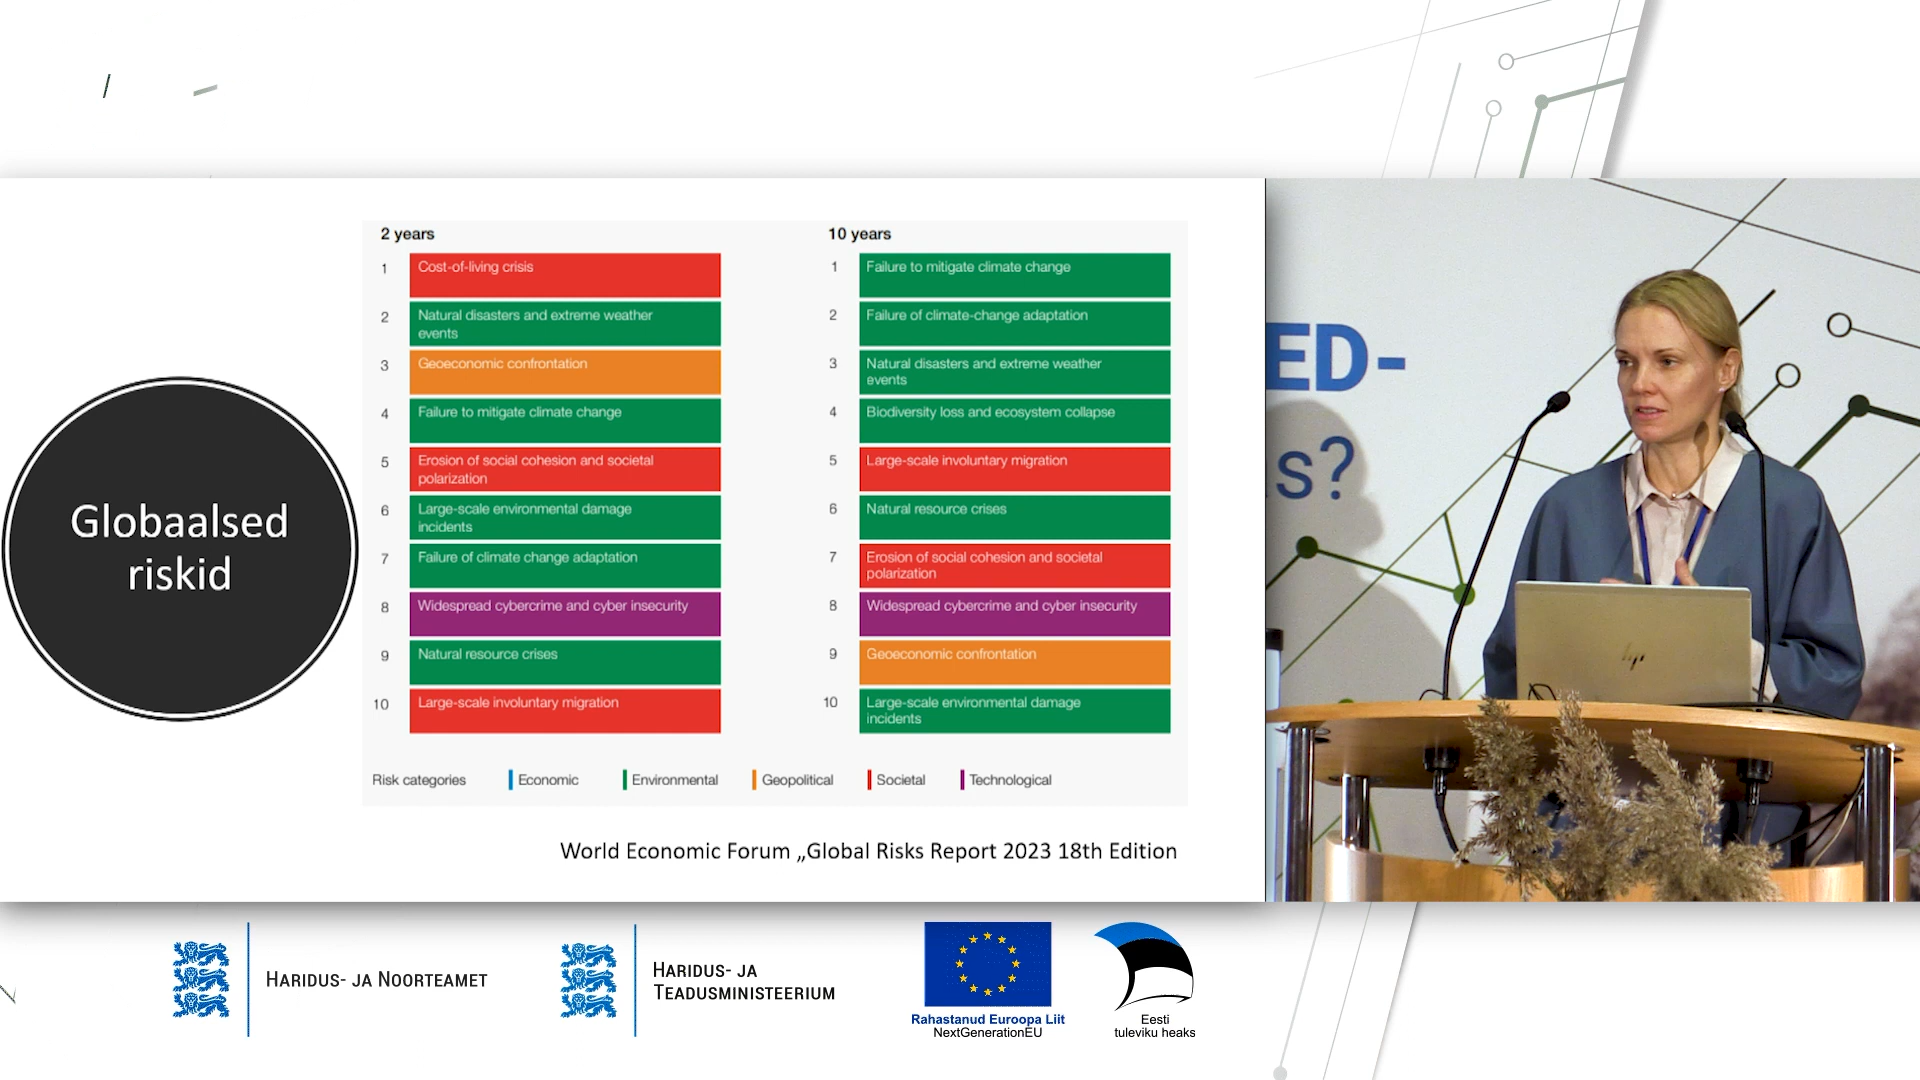 Globaalsed
riskid
2 years
1 Cost-of-living crisis
2 Natural disasters and extreme weather
events
3 Geoeconomic confrontation
4 Failure to mitigate climate change
5 Erosion of social cohesion and societal
polarization
6 Large-scale environmental damage
incidents
7 Failure of climate change adaptation
8 Widespread cybercrime and cyber insecurity
9 Natural resource crises
10 Large-scale involuntary migration
10 years
1 Failure to mitigate climate change
2 Failure of climate-change adaptation
3 Natural disasters and extreme weather
events
4 Biodiversity loss and ecosystem collapse
5 Large-scale involuntary migration
6 Natural resource crises
7 Erosion of social cohesion and societal
polarization
8 Widespread cybercrime and cyber insecurity
9 Geoeconomic confrontation
10 Large-scale environmental damage
incidents
Risk categories Economic Environmental Geopolitical Societal Technological
World Economic Forum „Global Risks Report 2023 18th Edition
ED-
s?
hp
HARIDUS- JA NOORTEAMET
HARIDUS- JA
TEADUSMINISTEERIUM
Rahastanud Euroopa Liit
NextGenerationEU
Eesti
tuleviku heaks